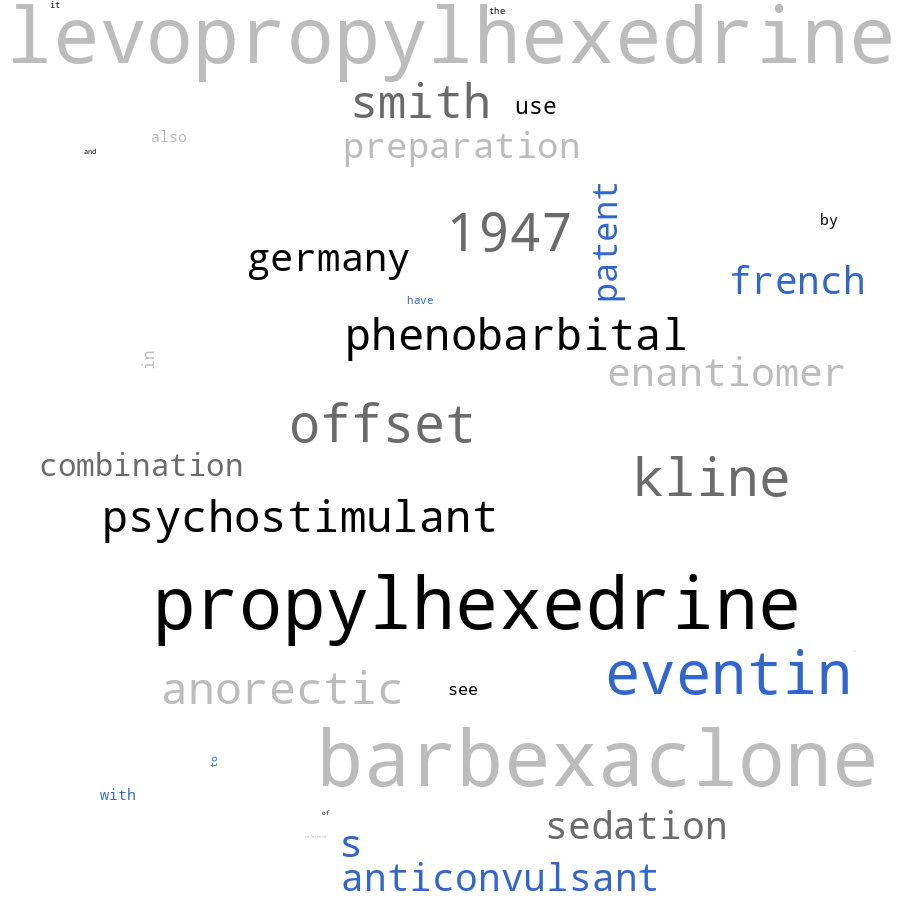 it
the
levopropylhexedrine
smith use
also
and
preparation
patent
1947
by
germany
french
have
phenobarbital
in
enantiomer
offset
combination
kline
psychostimulant
propylhexedrine
eventin
anorectic see
barbexaclone
to
with
of
sedation
s
anticonvulsant